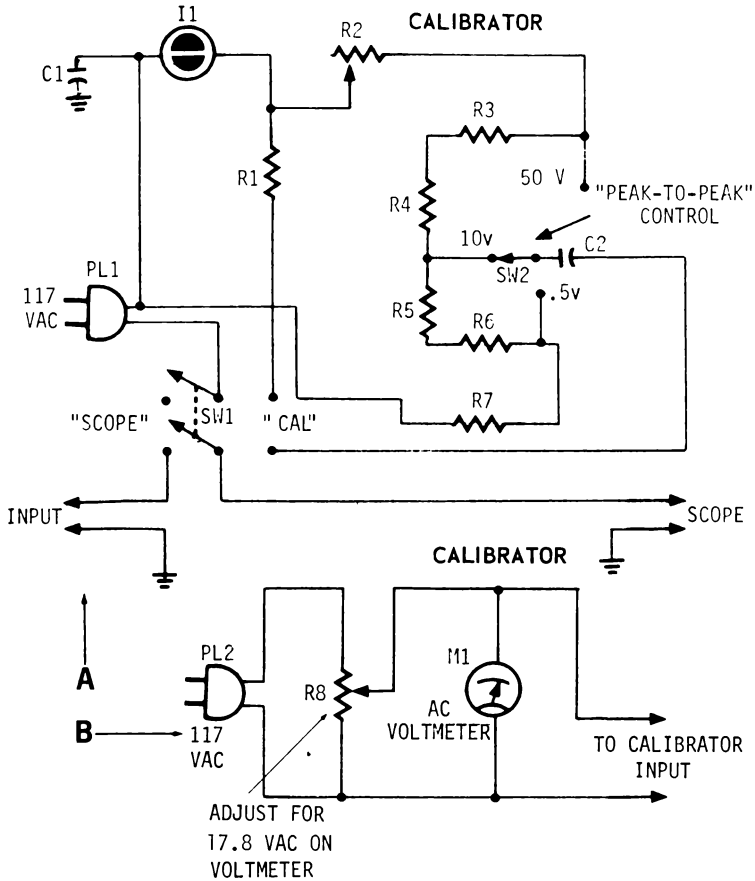 I1
R2
CALIBRATOR
C1
R3
R1
50 V
"PEAK-TO-PEAK"
CONTROL
R4
10v
C2
SW2
PL1
117
VAC
.5v
R5
R6
R7
"SCOPE"
SW1
"CAL"
INPUT
SCOPE
CALIBRATOR
PL2
M1
A
R8
AC
VOLTMETER
B
117
VAC
TO CALIBRATOR
INPUT
ADJUST FOR
17.8 VAC ON
VOLTMETER